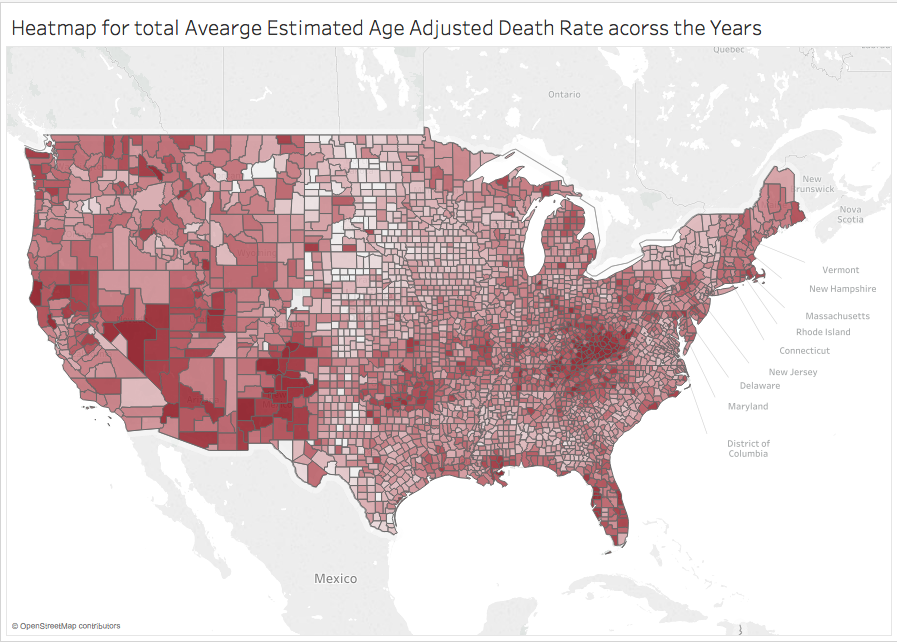 Heatmap for total Avearge Estimated Age Adjusted Death Rate acorss the Years
Quebec
Ontario
New
runswick
Nova
Scotia
Vermont
New Hampshire
Massachusetts
Rhode Island
Connecticut
New Jersey
Delaware
Maryland
District of
Columbia
Mexico
© OpenStreetMap contributors